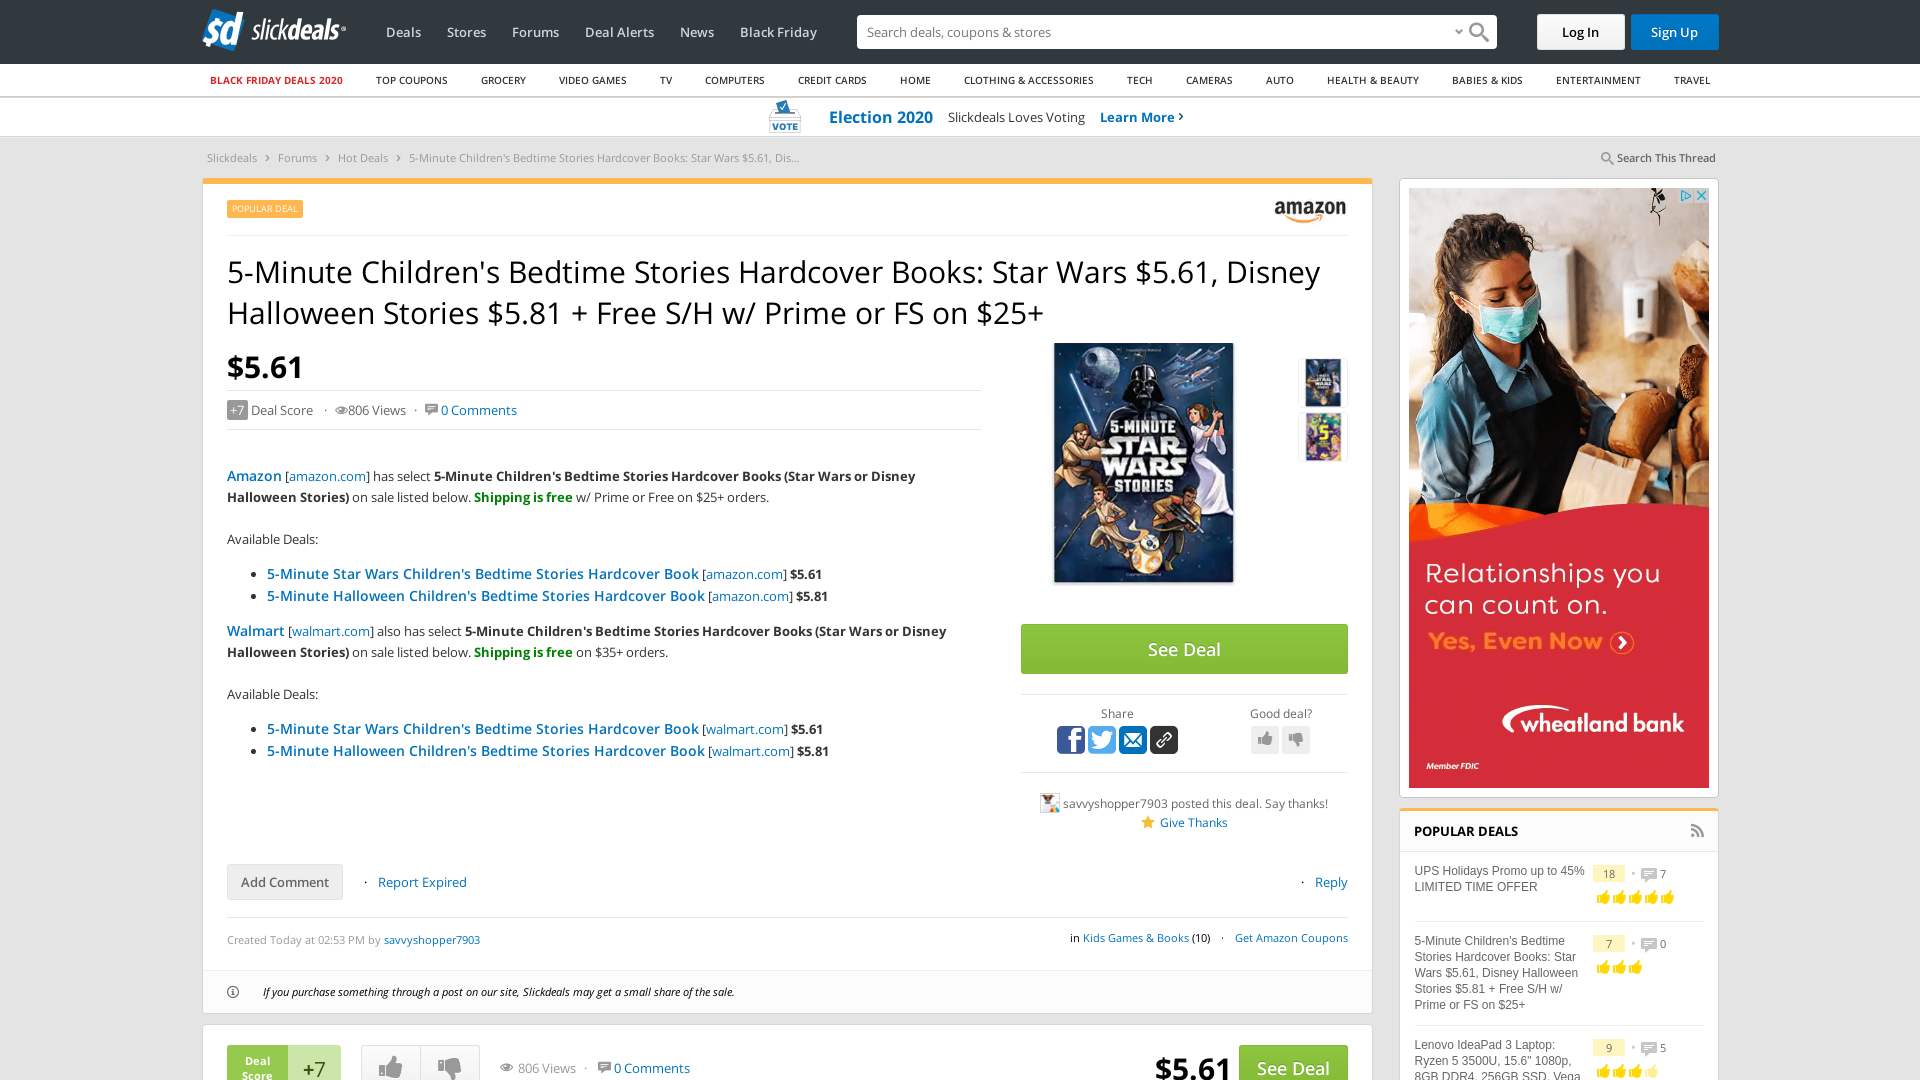 sd slickdeals
Deals Stores Forums Deal Alerts News Black Friday
Search deals, coupons & stores
Log In Sign Up
BLACK FRIDAY DEALS 2020 TOP COUPONS GROCERY VIDEO GAMES TV COMPUTERS CREDIT CARDS HOME CLOTHING & ACCESSORIES TECH CAMERAS AUTO HEALTH & BEAUTY BABIES & KIDS ENTERTAINMENT TRAVEL
VOTE Election 2020 Slickdeals Loves Voting Learn More
Slickdeals Forums Hot Deals 5-Minute Children's Bedtime Stories Hardcover Books: Star Wars $5.61, Dis...
Search This Thread
POPULAR DEAL
amazon
5-Minute Children's Bedtime Stories Hardcover Books: Star Wars $5.61, Disney
Halloween Stories $5.81 + Free S/H w/ Prime or FS on $25+
$5.61
+7 Deal Score · 806 Views · 0 Comments
Amazon [amazon.com] has select 5-Minute Children's Bedtime Stories Hardcover Books (Star Wars or Disney
Halloween Stories) on sale listed below. Shipping is free w/ Prime or Free on $25+ orders.
Available Deals:
• 5-Minute Star Wars Children's Bedtime Stories Hardcover Book [amazon.com] $5.61
• 5-Minute Halloween Children's Bedtime Stories Hardcover Book [amazon.com] $5.81
Walmart [walmart.com] also has select 5-Minute Children's Bedtime Stories Hardcover Books (Star Wars or Disney
Halloween Stories) on sale listed below. Shipping is free on $35+ orders.
Available Deals:
• 5-Minute Star Wars Children's Bedtime Stories Hardcover Book [walmart.com] $5.61
• 5-Minute Halloween Children's Bedtime Stories Hardcover Book [walmart.com] $5.81
5-MINUTE
STAR
WARS
STORIES
See Deal
Share
Good deal?
savvyshopper7903 posted this deal. Say thanks!
Give Thanks
Add Comment · Report Expired
· Reply
Created Today at 02:53 PM by savvyshopper7903
in Kids Games & Books (10) · Get Amazon Coupons
If you purchase something through a post on our site, Slickdeals may get a small share of the sale.
Deal
Score
+7
806 Views · 0 Comments
$5.61
See Deal
Relationships you
can count on.
Yes, Even Now
wheatland bank
Member FDIC
POPULAR DEALS
UPS Holidays Promo up to 45%
LIMITED TIME OFFER
18 · 7
5-Minute Children's Bedtime
Stories Hardcover Books: Star
Wars $5.61, Disney Halloween
Stories $5.81 + Free S/H w/
Prime or FS on $25+
7 · 0
Lenovo IdeaPad 3 Laptop:
Ryzen 5 3500U, 15.6" 1080p,
8GB DDR4, 256GB SSD, Vega
9 · 5